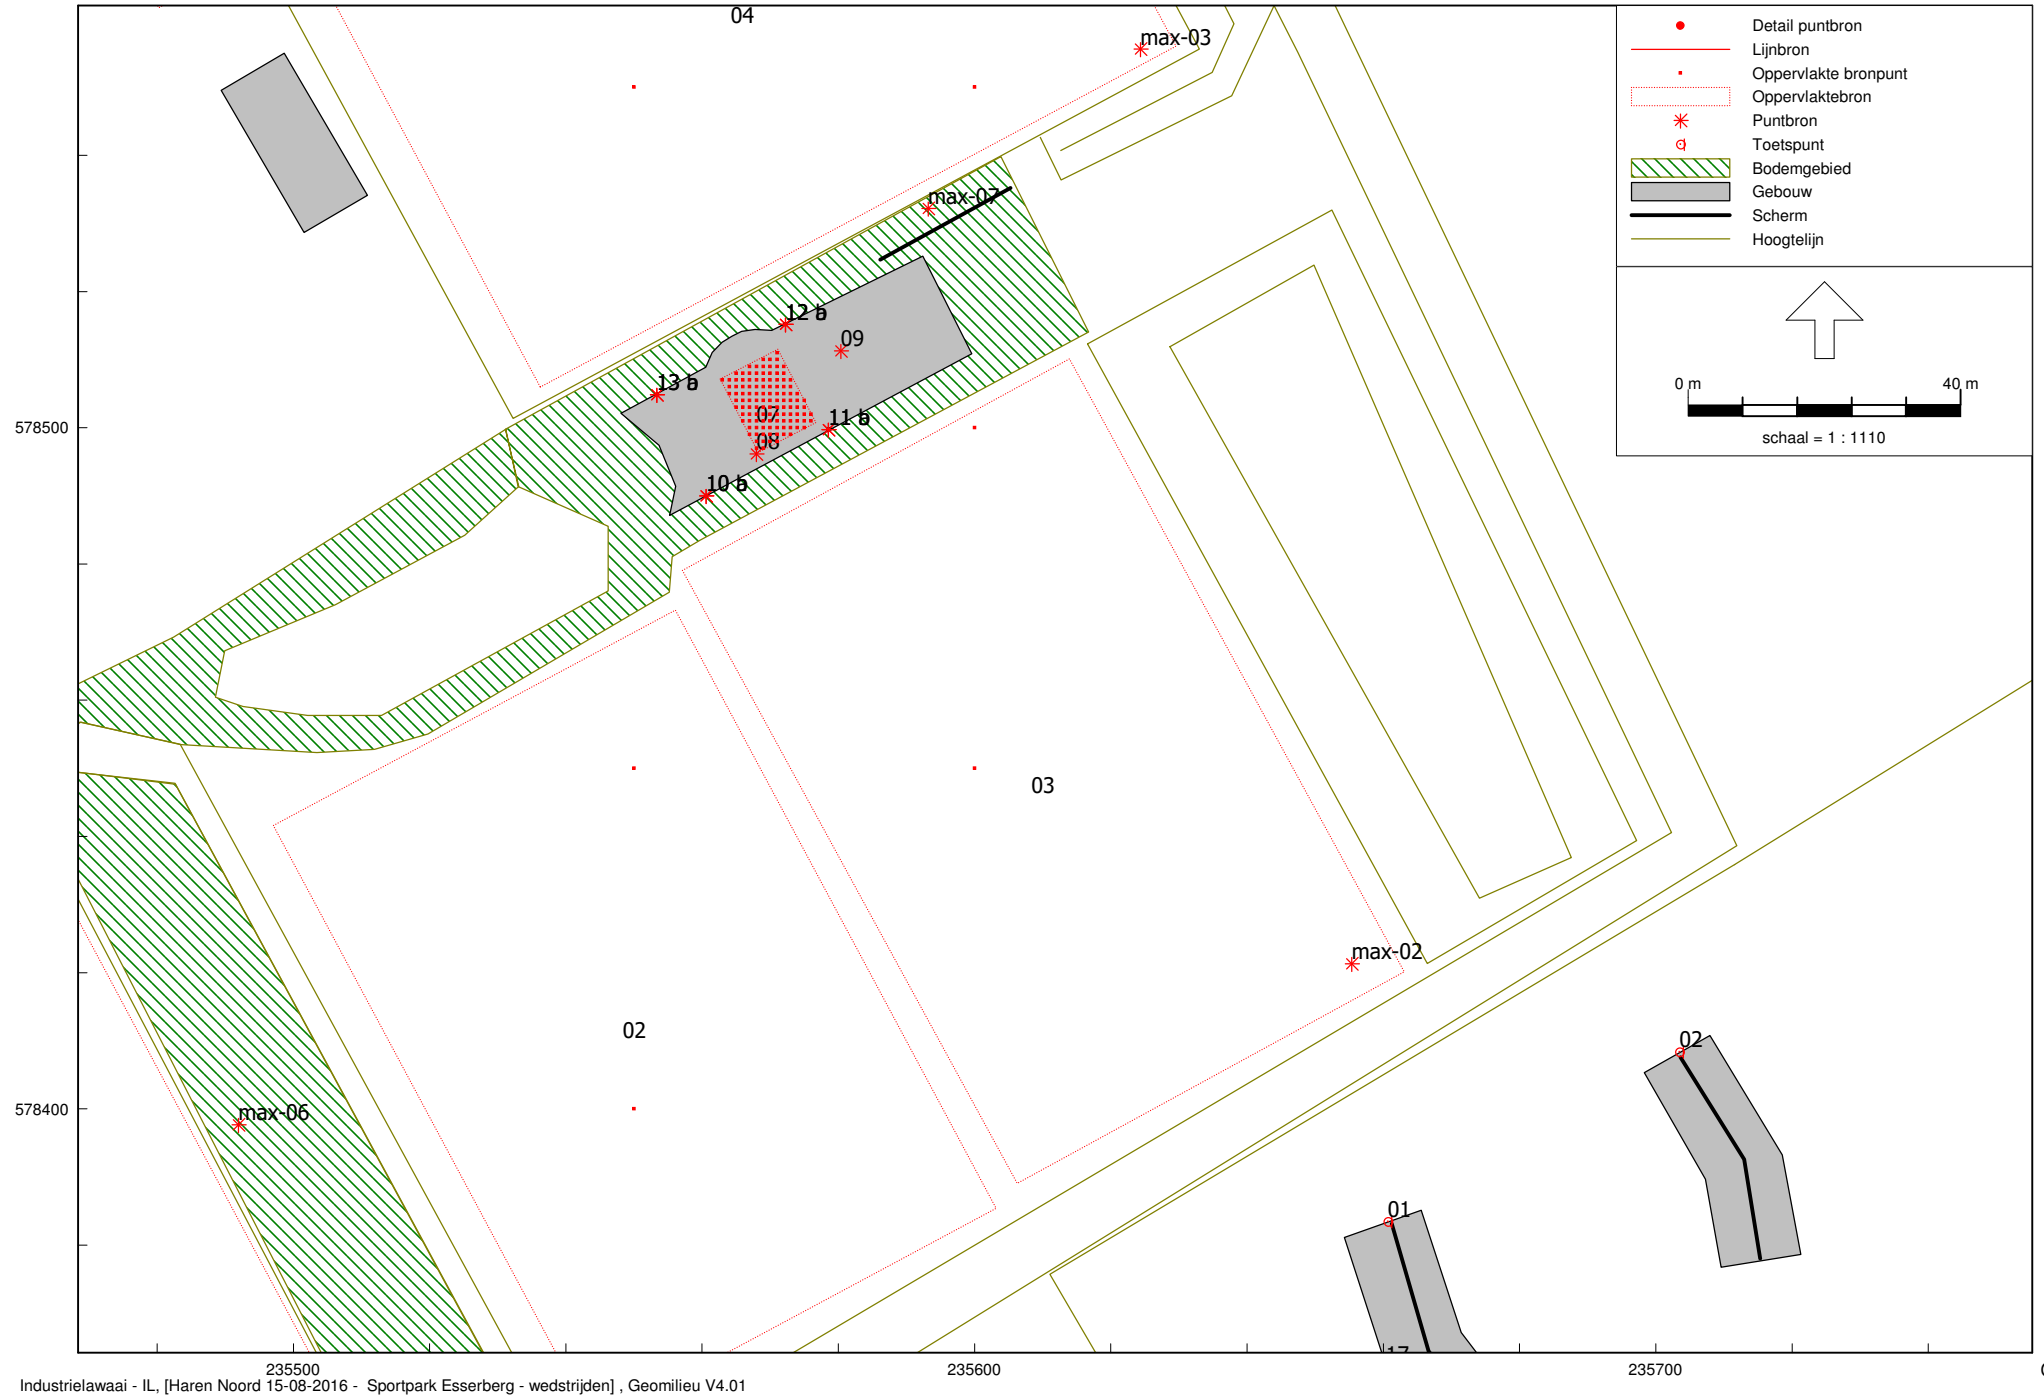 04
max-03
Detail puntbron
Lijnbron
Oppervlakte bronpunt
Oppervlaktebron
Puntbron
Toetspunt
Bodemgebied
Gebouw
Scherm
Hoogtelijn
0 m 40 m
schaal = 1 : 1110
max-07
12
09
13
07
11
08
10
578500
03
max-02
02
02
578400
max-06
01
17
235500 235600 235700
Industrielawaai - IL, [Haren Noord 15-08-2016 - Sportpark Esserberg - wedstrijden] , Geomilieu V4.01